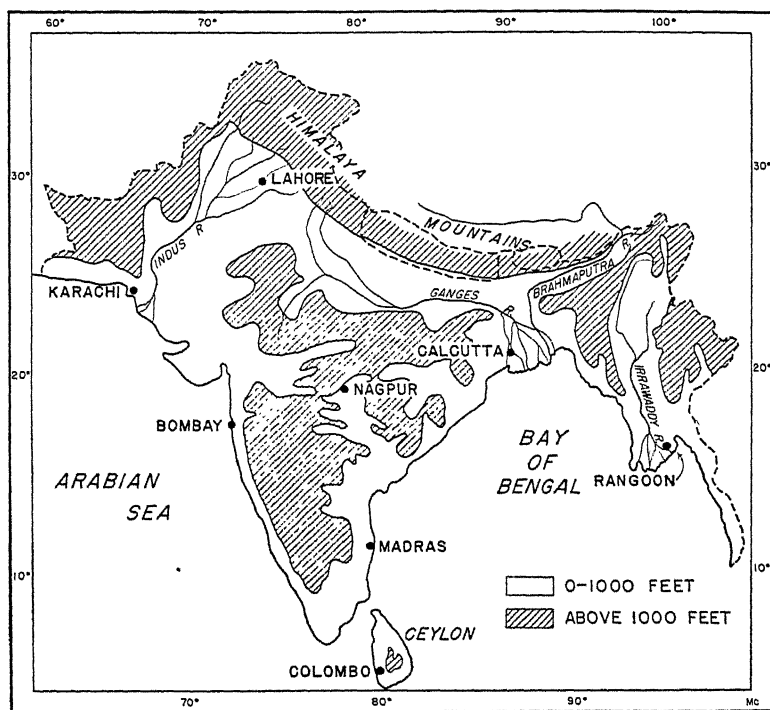 60° 70° 80° 90° 100°
HIMALAYA
MOUNTAINS
30°
30°
LAHORE
INDUS R.
KARACHI
GANGES R.
BRAHMAPUTRA R.
CALCUTTA
20°
20°
NAGPUR
IRRAWADDY R.
BOMBAY
BAY
OF
BENGAL
RANGOON
ARABIAN
SEA
MADRAS
10°
10°
0-1000 FEET
ABOVE 1000 FEET
CEYLON
COLOMBO
70° 80° 90° Mc